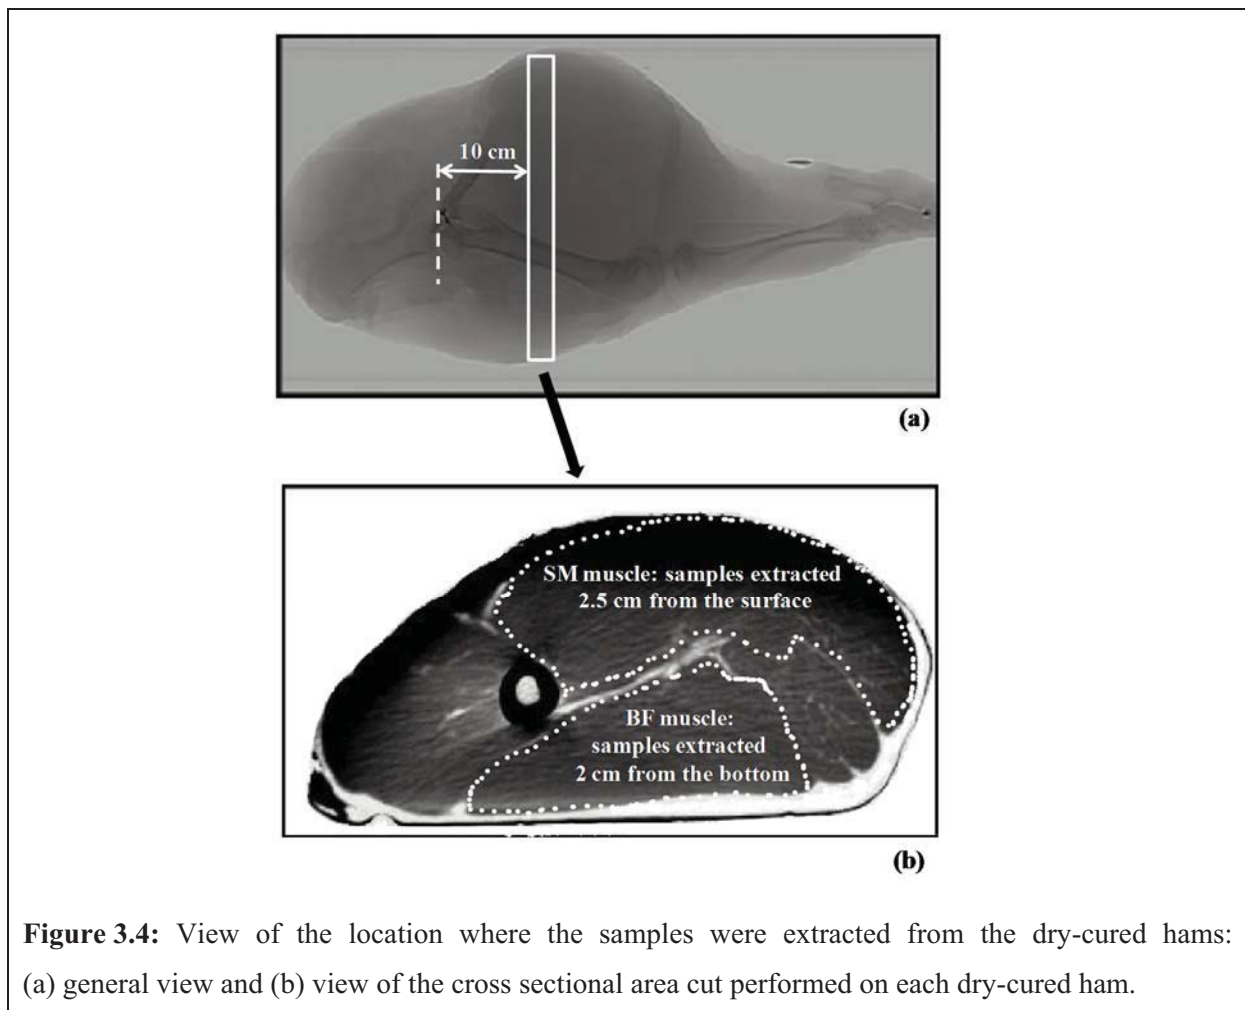 10 cm
(a)
SM muscle: samples extracted
2.5 cm from the surface
BF muscle:
samples extracted
2 cm from the bottom
(b)
Figure 3.4: View of the location where the samples were extracted from the dry-cured hams:
(a) general view and (b) view of the cross sectional area cut performed on each dry-cured ham.